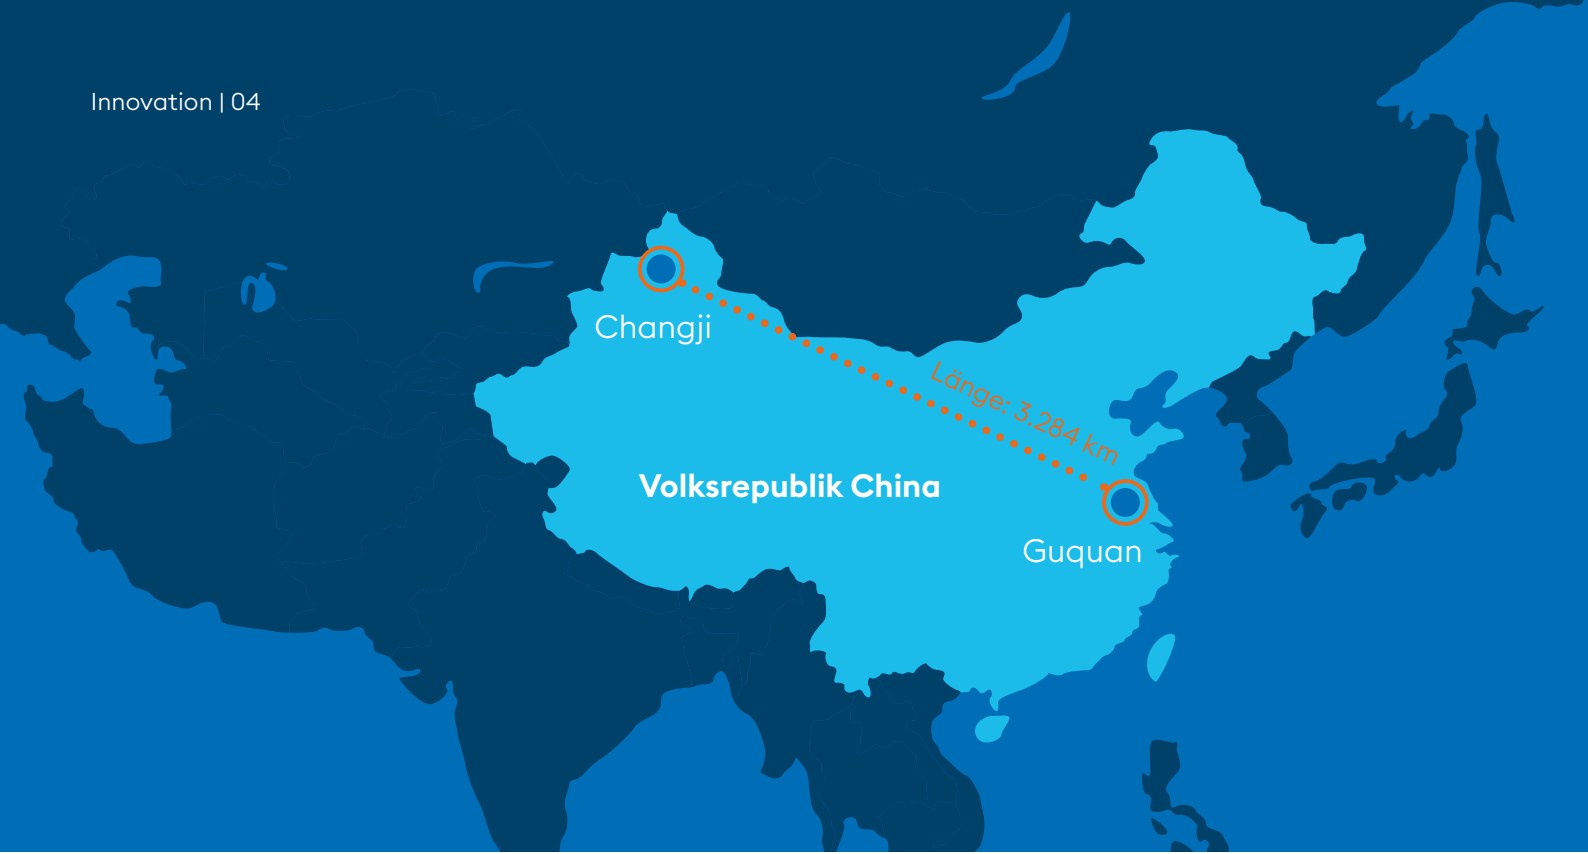 Innovation | 04
Changji
Länge: 3.284 km
Volksrepublik China
Guquan